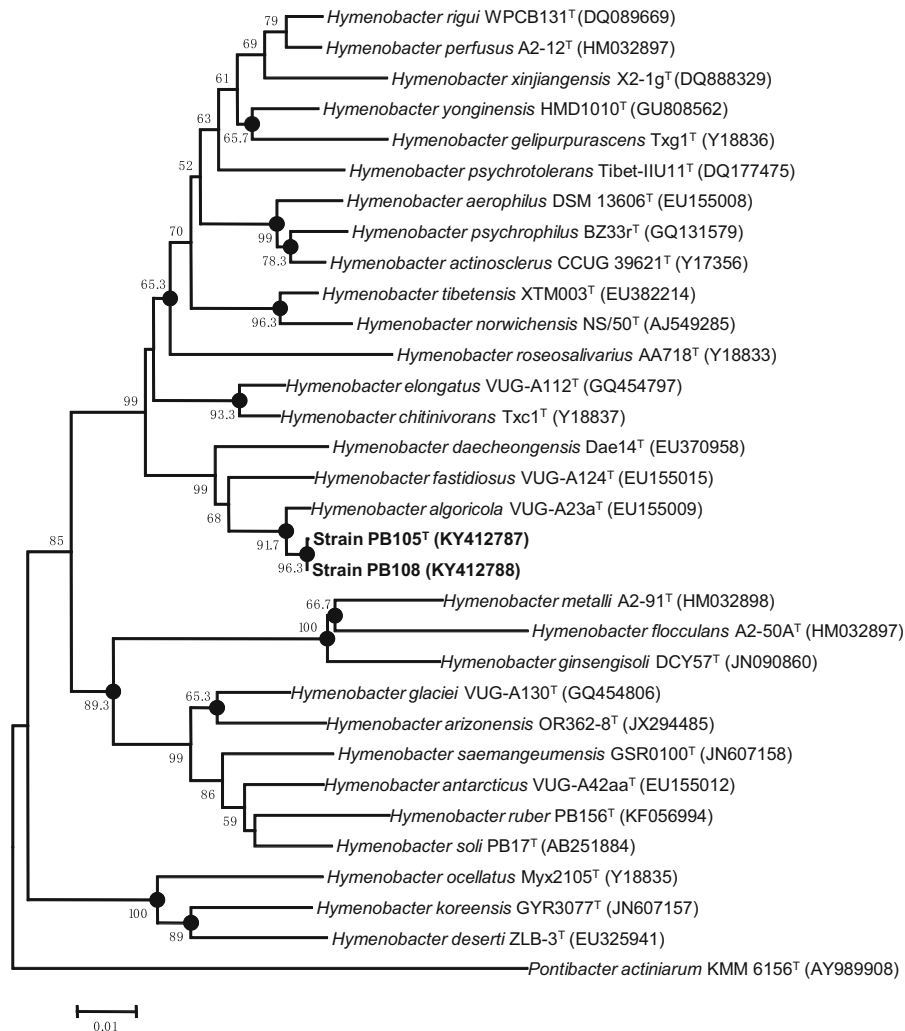 79
Hymenobacter rigui WPCB131ᵀ (DQ089669)
Hymenobacter perfusus A2-12ᵀ (HM032897)
69
Hymenobacter xinjiangensis X2-1gᵀ (DQ888329)
61
Hymenobacter yonginensis HMD1010ᵀ (GU808562)
65.7
Hymenobacter gelipurpurascens Txg1ᵀ (Y18836)
63
Hymenobacter psychrotolerans Tibet-IIU11ᵀ (DQ177475)
52
Hymenobacter aerophilus DSM 13606ᵀ (EU155008)
99
Hymenobacter psychrophilus BZ33rᵀ (GQ131579)
78.3
Hymenobacter actinosclerus CCUG 39621ᵀ (Y17356)
70
Hymenobacter tibetensis XTM003ᵀ (EU382214)
96.3
Hymenobacter norwichensis NS/50ᵀ (AJ549285)
65.3
Hymenobacter roseosalivarius AA718ᵀ (Y18833)
Hymenobacter elongatus VUG-A112ᵀ (GQ454797)
99
93.3
Hymenobacter chitinivorans Txc1ᵀ (Y18837)
Hymenobacter daecheongensis Dae14ᵀ (EU370958)
99
Hymenobacter fastidiosus VUG-A124ᵀ (EU155015)
68
Hymenobacter algoricola VUG-A23aᵀ (EU155009)
91.7
Strain PB105ᵀ (KY412787)
96.3
Strain PB108 (KY412788)
85
66.7
Hymenobacter metalli A2-91ᵀ (HM032898)
100
Hymenobacter flocculans A2-50Aᵀ (HM032897)
Hymenobacter ginsengisoli DCY57ᵀ (JN090860)
89.3
65.3
Hymenobacter glaciei VUG-A130ᵀ (GQ454806)
Hymenobacter arizonensis OR362-8ᵀ (JX294485)
99
Hymenobacter saemangeumensis GSR0100ᵀ (JN607158)
86
Hymenobacter antarcticus VUG-A42aaᵀ (EU155012)
59
Hymenobacter ruber PB156ᵀ (KF056994)
Hymenobacter soli PB17ᵀ (AB251884)
Hymenobacter ocellatus Myx2105ᵀ (Y18835)
100
Hymenobacter koreensis GYR3077ᵀ (JN607157)
89
Hymenobacter deserti ZLB-3ᵀ (EU325941)
Pontibacter actiniarum KMM 6156ᵀ (AY989908)
0.01